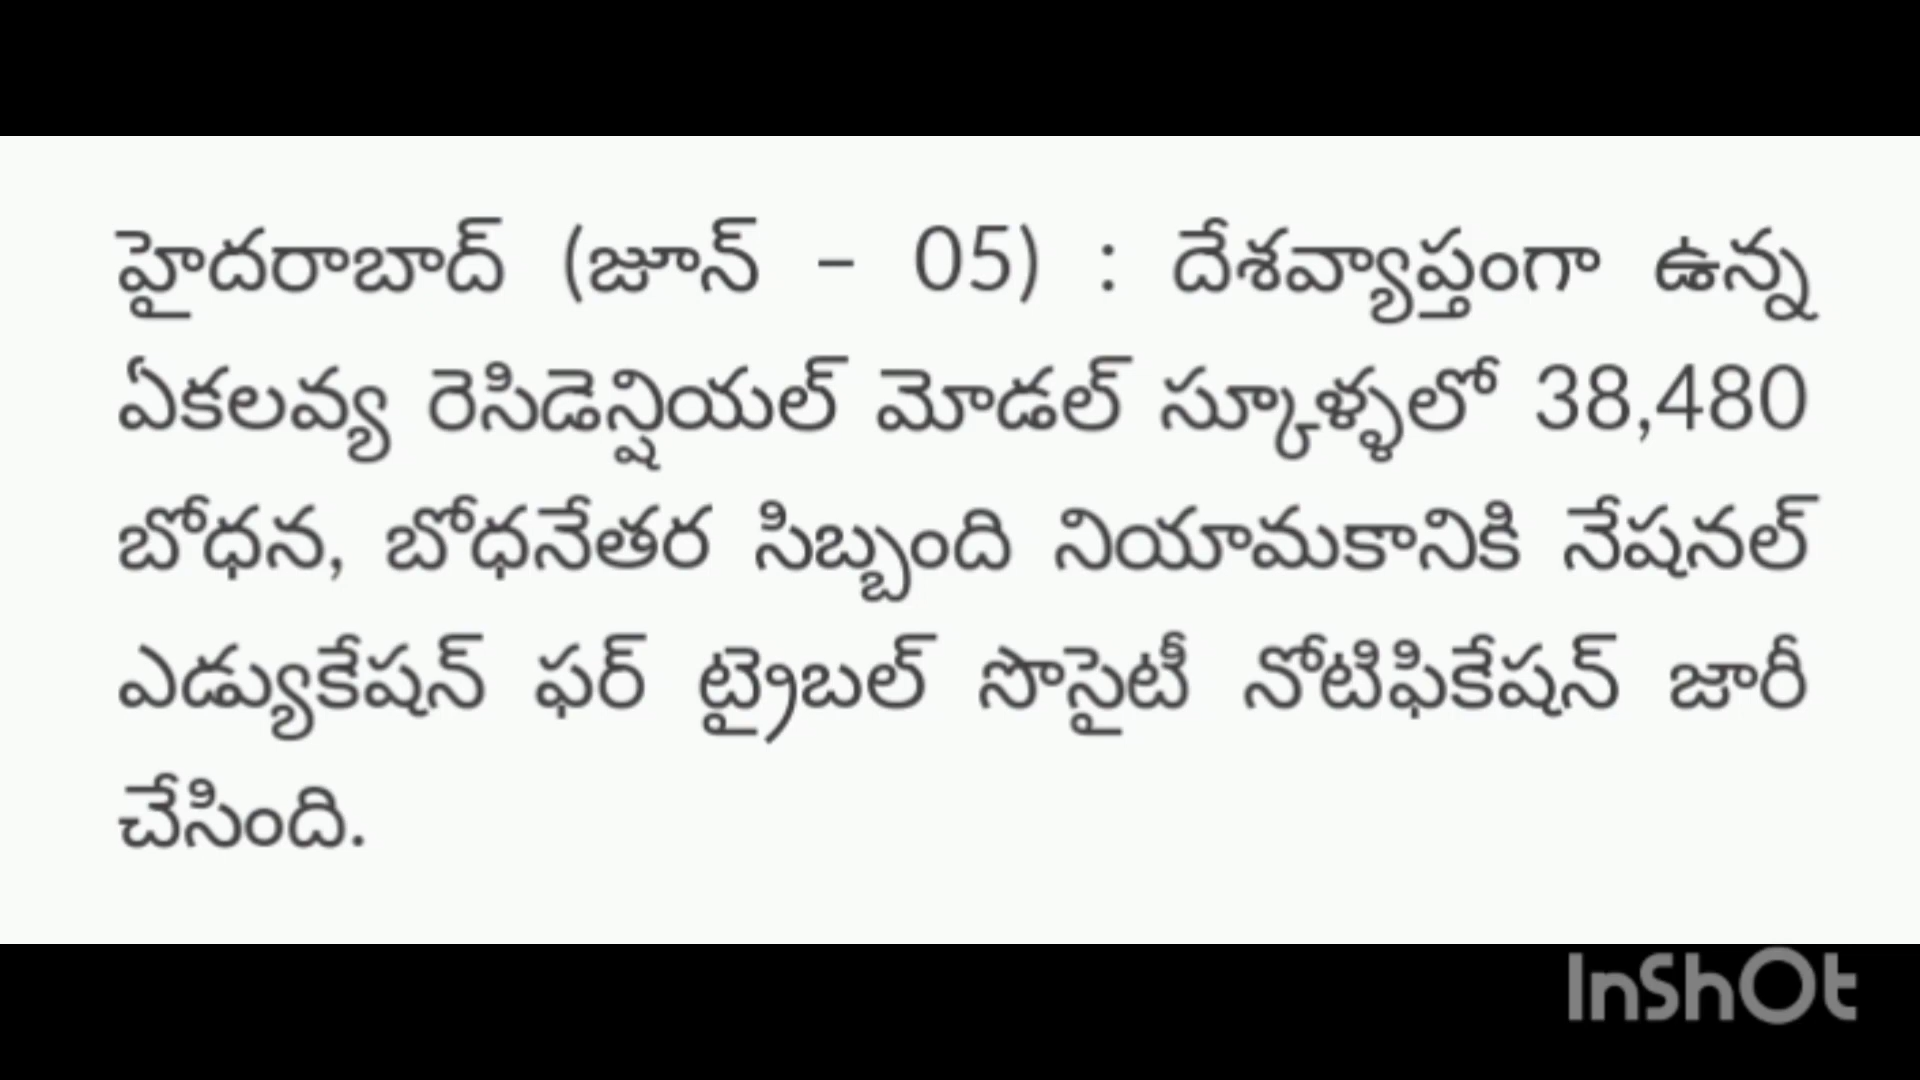 హైదరాబాద్ (జూన్ – 05) : దేశవ్యాప్తంగా ఉన్న
ఏకలవ్య రెసిడెన్షియల్ మోడల్ స్కూళ్ళలో 38,480
బోధన, బోధనేతర సిబ్బంది నియామకానికి నేషనల్
ఎడ్యుకేషన్ ఫర్ ట్రైబల్ సొసైటీ నోటిఫికేషన్ జారీ
చేసింది.
InShOt